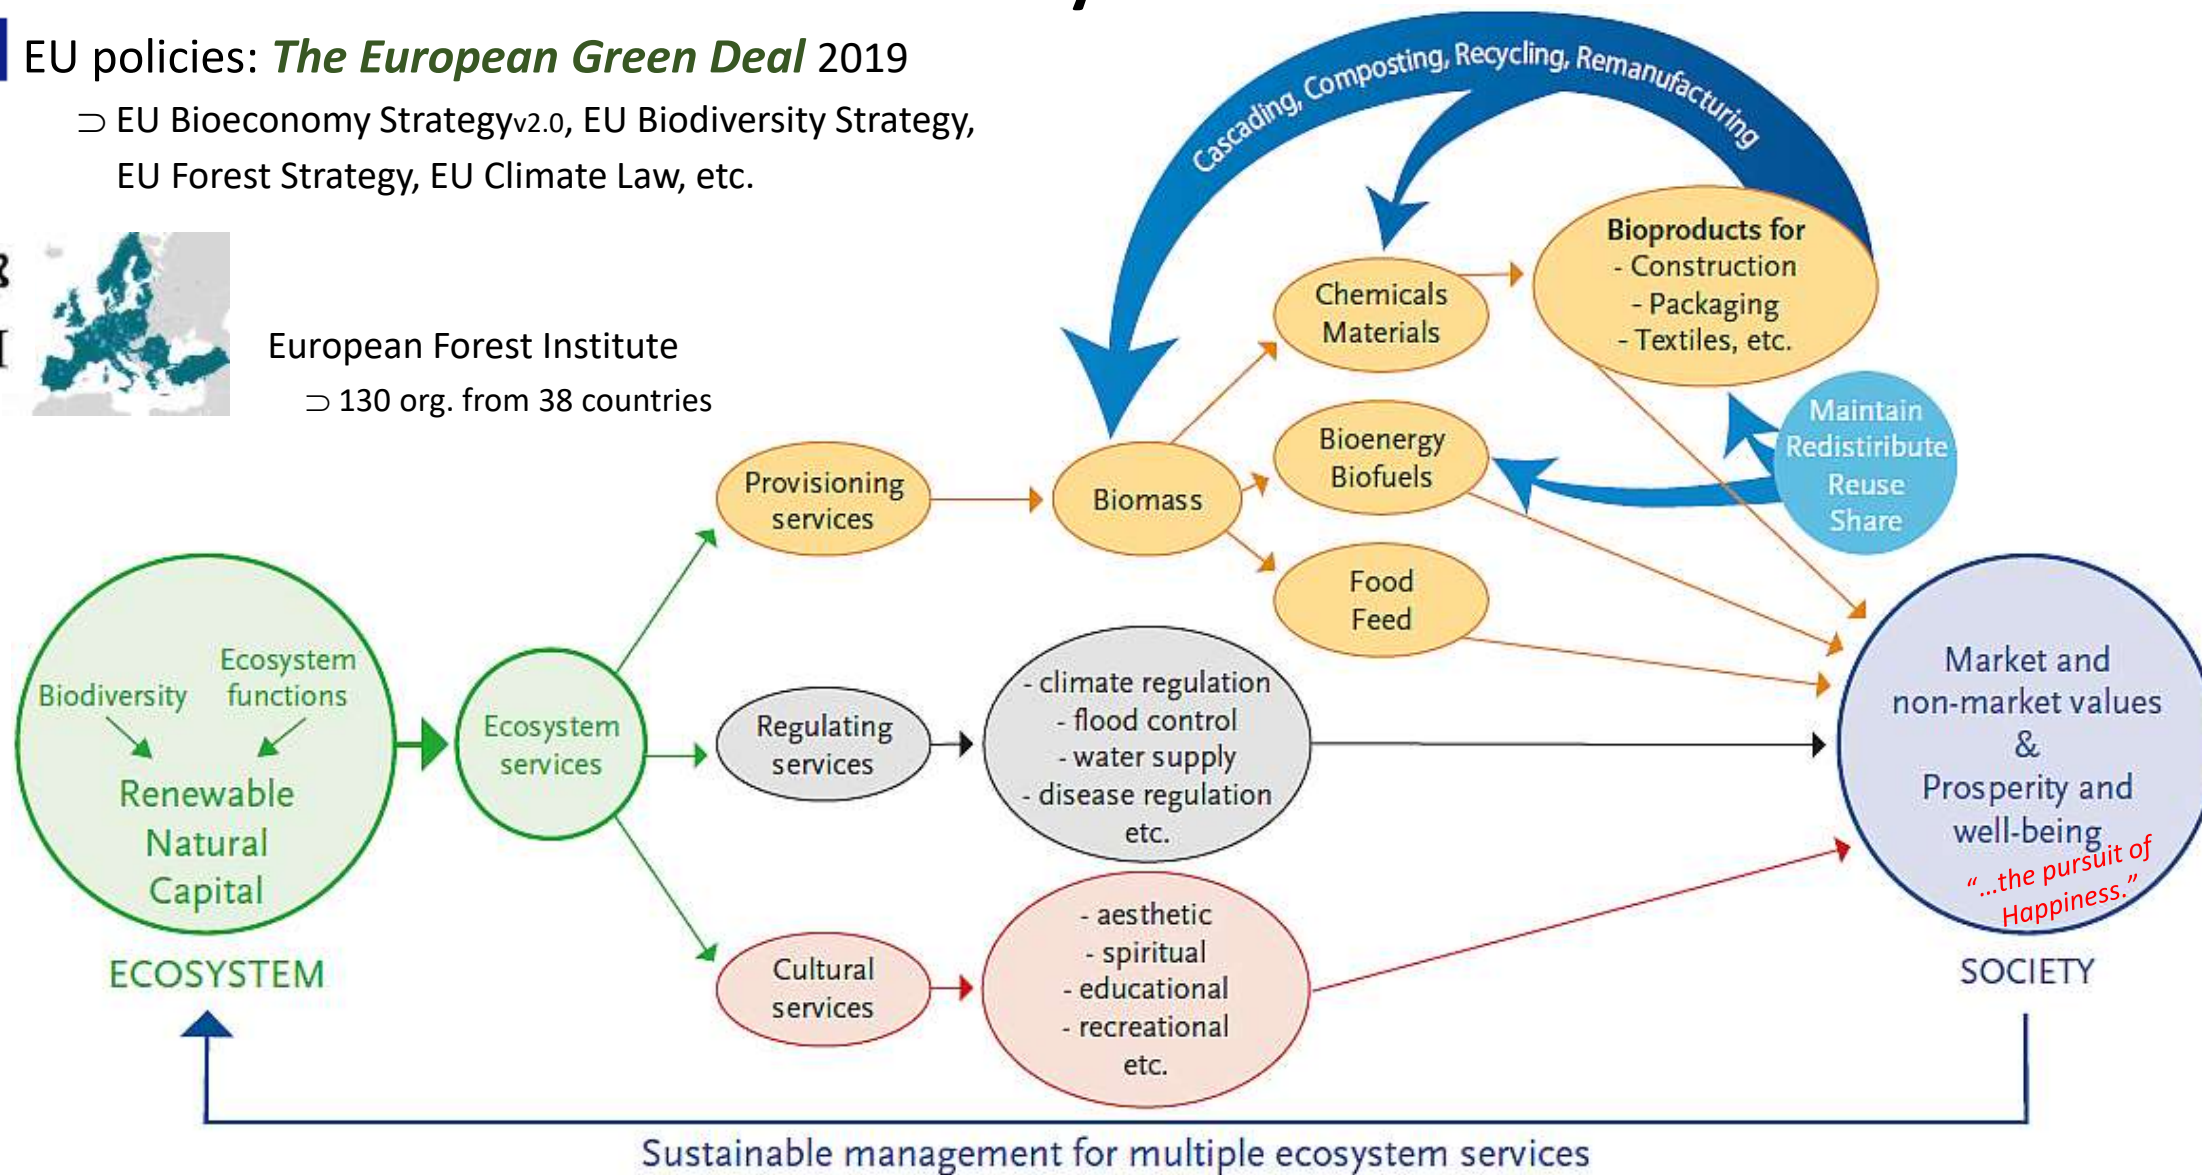 EU policies: The European Green Deal 2019
⊃ EU Bioeconomy Strategyv2.0, EU Biodiversity Strategy,
EU Forest Strategy, EU Climate Law, etc.
European Forest Institute
⊃ 130 org. from 38 countries
Cascading, Composting, Recycling, Remanufacturing
Bioproducts for
- Construction
- Packaging
- Textiles, etc.
Chemicals
Materials
Maintain
Redistiribute
Reuse
Share
Bioenergy
Biofuels
Provisioning
services
Biomass
Food
Feed
Biodiversity
Ecosystem
functions
Renewable
Natural
Capital
ECOSYSTEM
Ecosystem
services
Regulating
services
- climate regulation
- flood control
- water supply
- disease regulation
etc.
Cultural
services
- aesthetic
- spiritual
- educational
- recreational
etc.
Market and
non-market values
&
Prosperity and
well-being
“...the pursuit of
Happiness.”
SOCIETY
Sustainable management for multiple ecosystem services